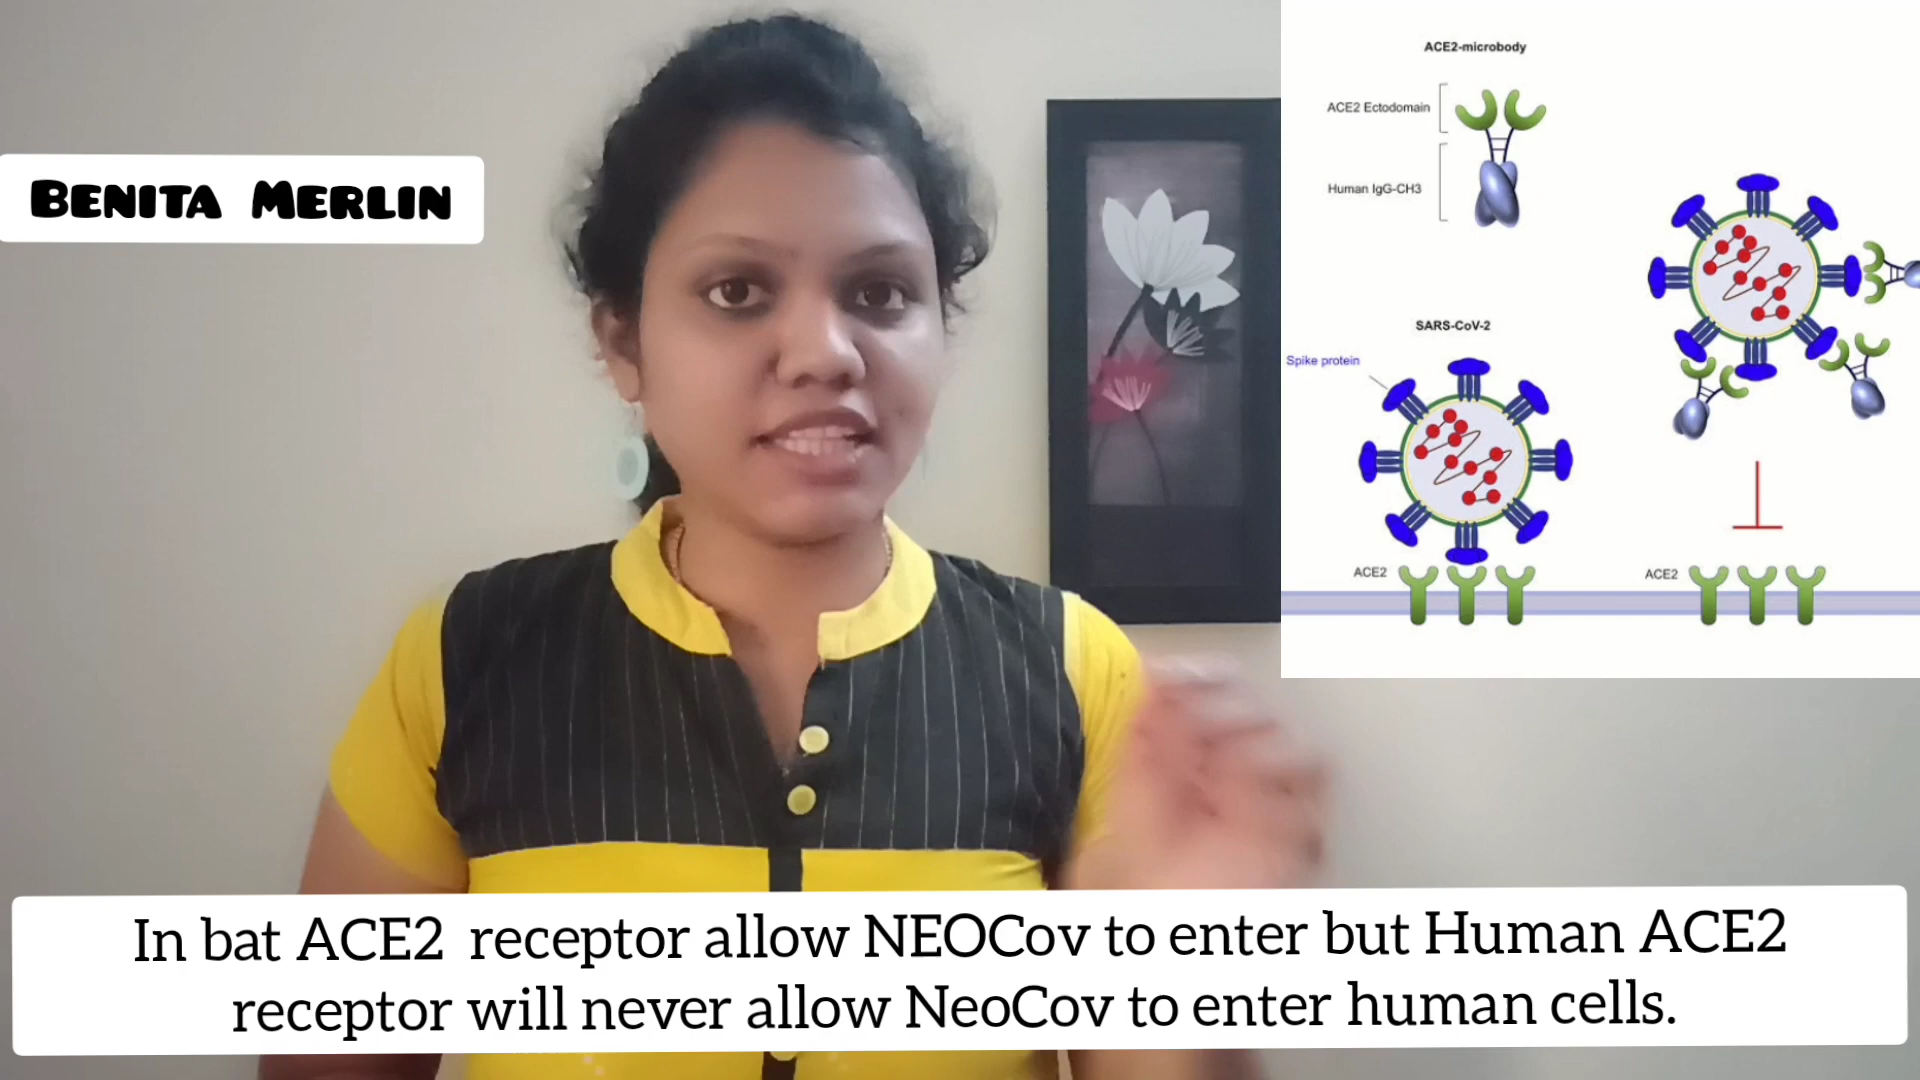 BENITA MERLIN
ACE2-microbody
ACE2 Ectodomain
Human IgG-CH3
SARS-CoV-2
Spike protein
ACE2
ACE2
In bat ACE2 receptor allow NEOCov to enter but Human ACE2
receptor will never allow NeoCov to enter human cells.